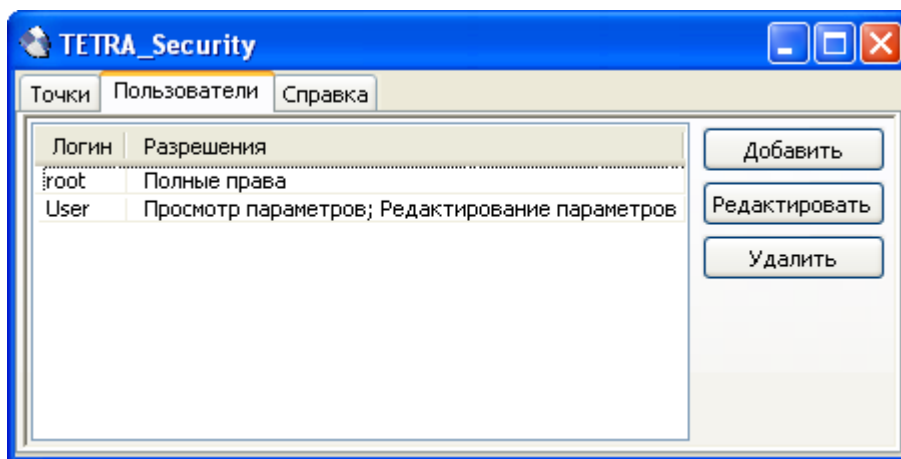 TETRA_Security
Точки Пользователи Справка
Логин Разрешения
root Полные права
User Просмотр параметров; Редактирование параметров
Добавить
Редактировать
Удалить